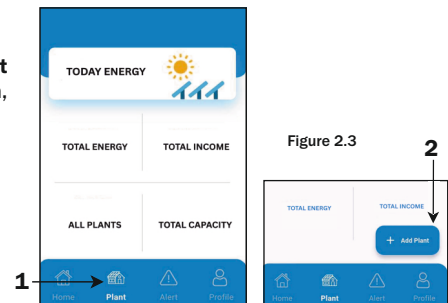 t
n,
TODAY ENERGY
TOTAL ENERGY TOTAL INCOME
ALL PLANTS TOTAL CAPACITY
1
Home Plant Alert Profile
Figure 2.3
2
TOTAL ENERGY TOTAL INCOME
+ Add Plant
Home Plant Alert Profile